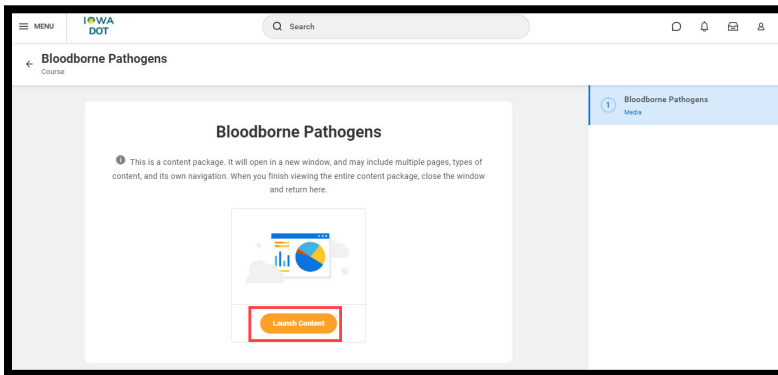 MENU
IOWA
DOT
Search
Bloodborne Pathogens
Course
Bloodborne Pathogens
This is a content package. It will open in a new window, and may include multiple pages, types of
content, and its own navigation. When you finish viewing the entire content package, close the window
and return here.
Launch Content
1
Bloodborne Pathogens
Media